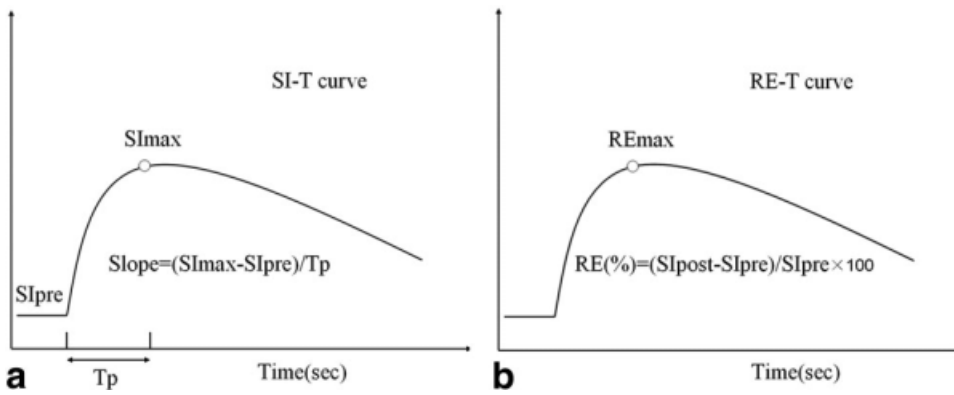 SI-T curve
SImax
Slope=(SImax-SIpre)/Tp
SIpre
Tp
Time(sec)
a
RE-T curve
REmax
RE(%)=(SIpost-SIpre)/SIpre×100
Time(sec)
b